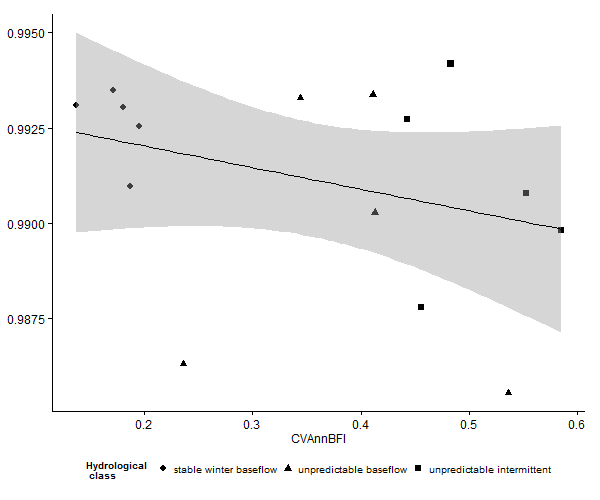 0.9950
0.9925
0.9900
0.9875
0.2 0.3 0.4 0.5 0.6
CVAnnBFI
Hydrological
class
stable winter baseflow unpredictable baseflow unpredictable intermittent